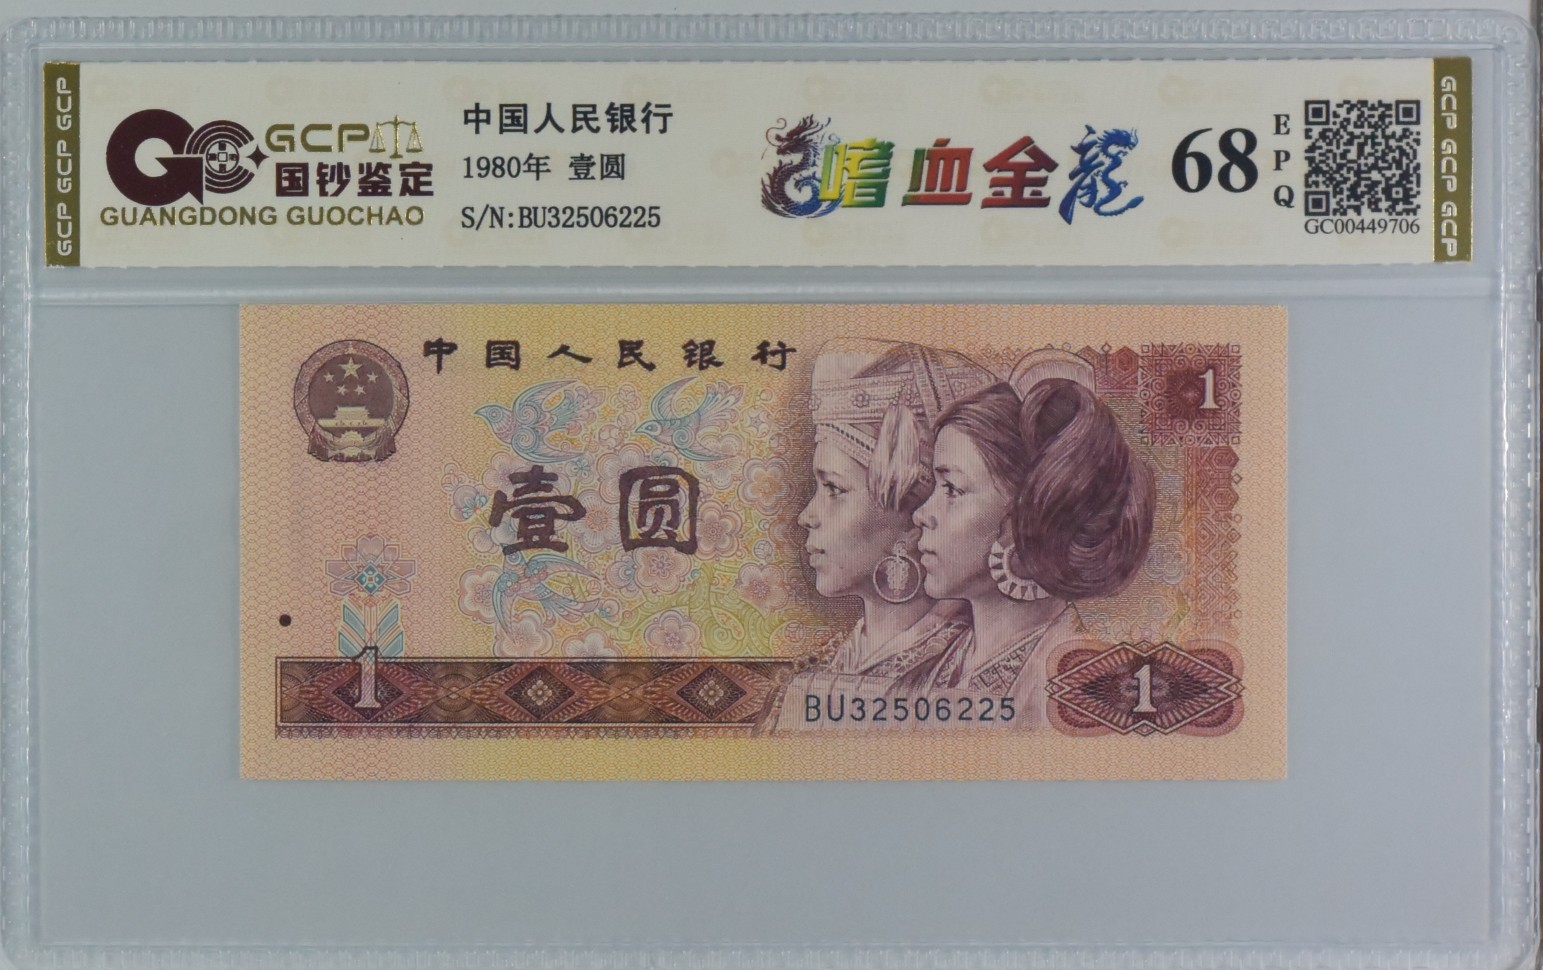 GCP GCP GCP
GCP
国钞鉴定
GUANGDONG GUOCHAO
中国人民银行
1980年 壹圆
S/N:BU32506225
嗜血金龍
68
EPQ
GC00449706
GCP GCP GCP
中国人民银行
1
壹圆
1
BU32506225
1